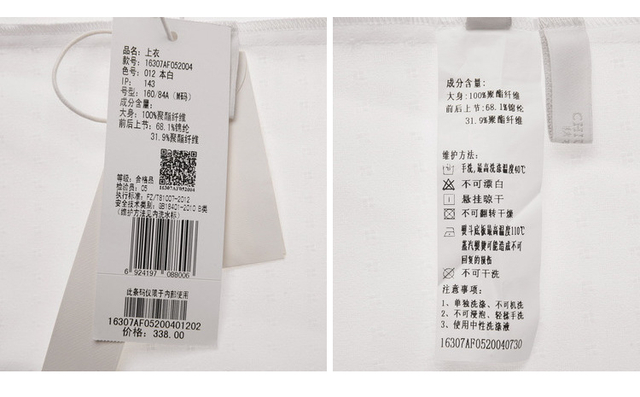 品名: 上衣
款号: 16307AF052004
色号: 012 本白
IP: 143
号型: 160/84A (M码)
成分含量:
大身: 100%聚酯纤维
前后上节: 68.1%锦纶
31.9%聚酯纤维
等级: 合格品
检验员: 05
执行标准: FZ/T81007-2012
安全技术类别: GB18401-2010 B类
(维护方法见内洗水标)
6 924197 088006
此条码仅限于内部使用
16307AF05200401202
价格: 338.00
成分含量:
大身: 100%聚酯纤维
前后上节: 68.1%锦纶
31.9%聚酯纤维
维护方法:
手洗,最高洗涤温度40℃
不可漂白
悬挂晾干
不可翻转干燥
熨斗底板最高温度110℃
蒸汽熨烫可能造成不可
回复的损伤
不可干洗
注意事项:
1、单独洗涤、不可机洗
2、不可浸泡、轻揉手洗
3、使用中性洗涤液
16307AF0520040730